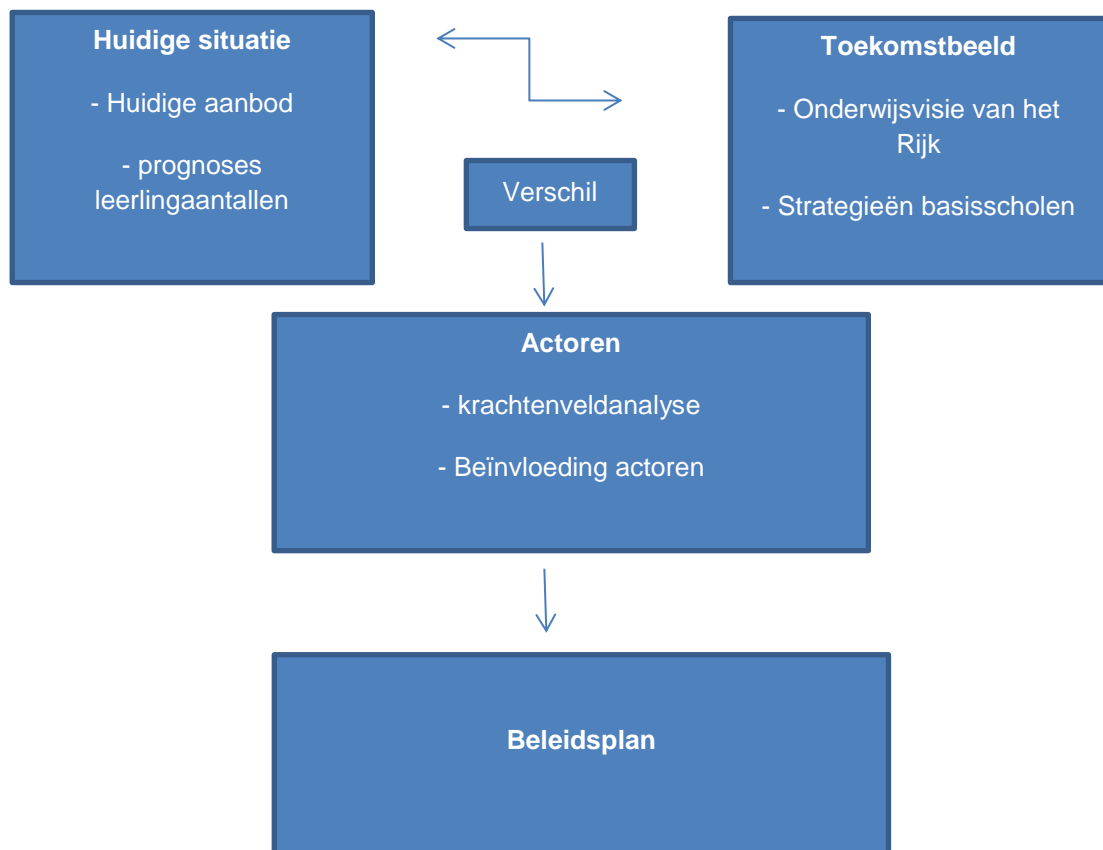 Huidige situatie
- Huidige aanbod
- prognoses
leerlingaantallen
Toekomstbeeld
- Onderwijsvisie van het
Rijk
- Strategieën basisscholen
Verschil
Actoren
- krachtenveldanalyse
- Beïnvloeding actoren
Beleidsplan